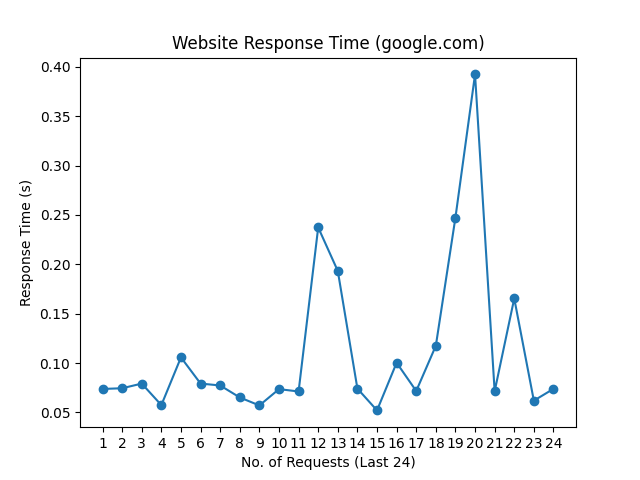 Website Response Time (google.com)
0.40
0.35
0.30
0.25
0.20
0.15
0.10
0.05
Response Time (s)
1 2 3 4 5 6 7 8 9 10 11 12 13 14 15 16 17 18 19 20 21 22 23 24
No. of Requests (Last 24)